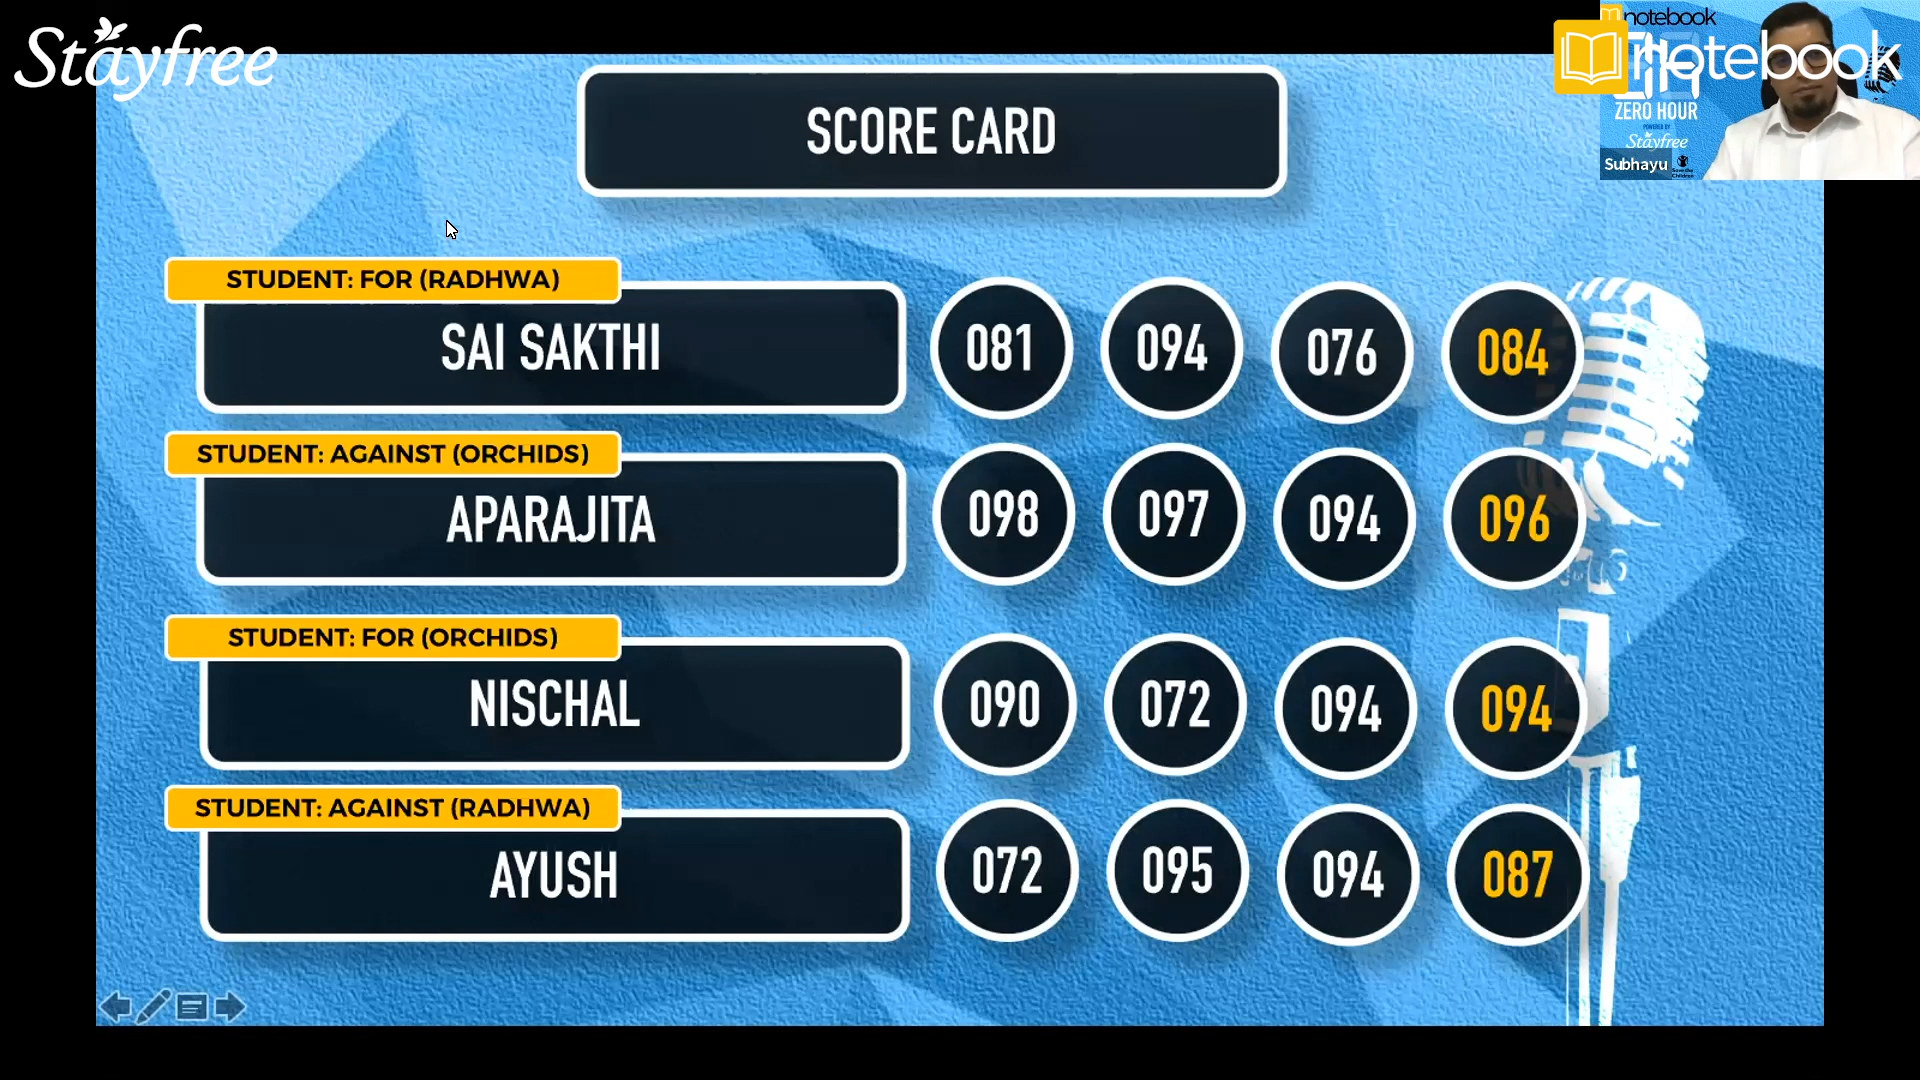 Stayfree
notebook
notebook
ZERO HOUR
POWERED BY
Stayfree
Subhayu
SCORE CARD
STUDENT: FOR (RADHWA)
SAI SAKTHI 081 094 076 084
STUDENT: AGAINST (ORCHIDS)
APARAJITA 098 097 094 096
STUDENT: FOR (ORCHIDS)
NISCHAL 090 072 094 094
STUDENT: AGAINST (RADHWA)
AYUSH 072 095 094 087